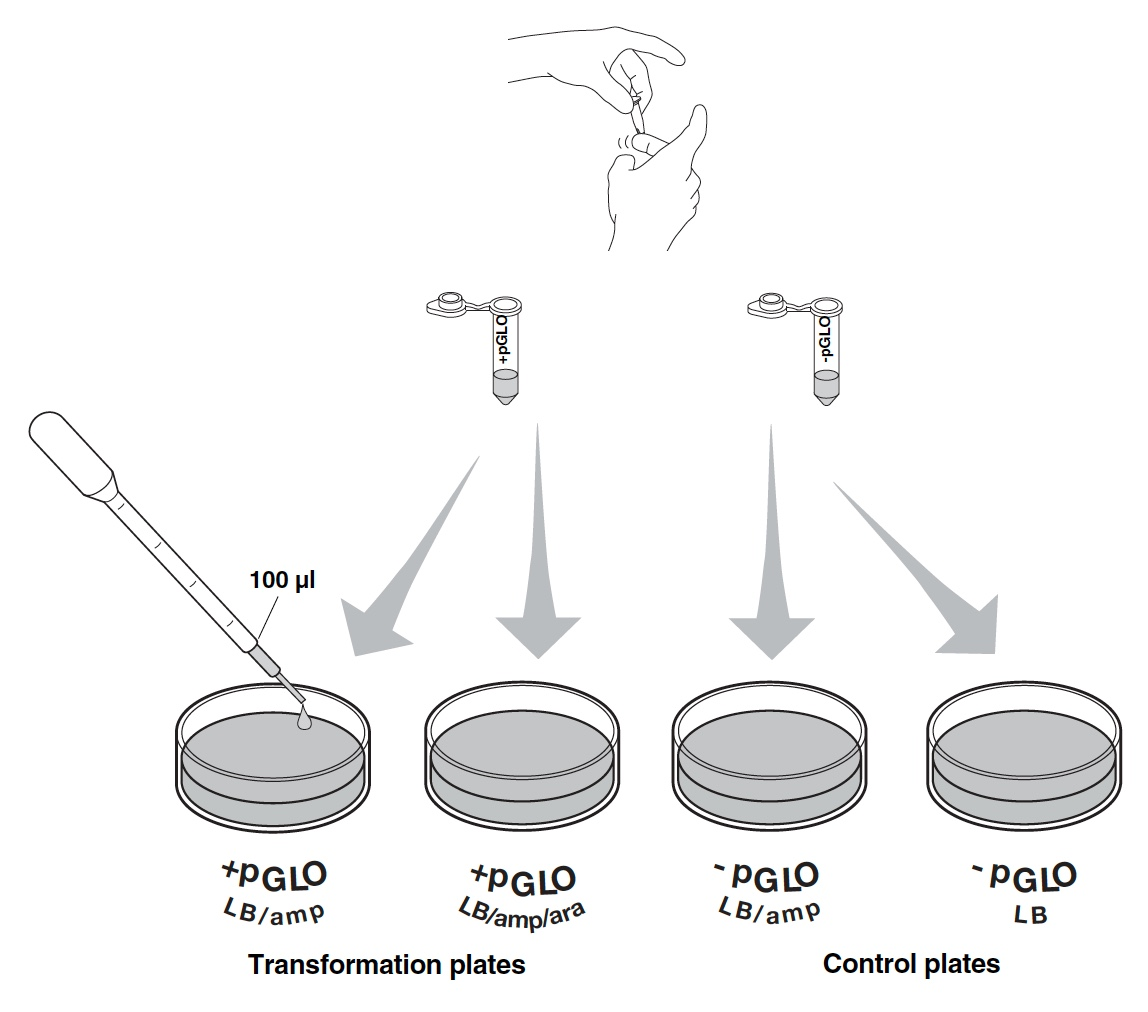 +pGLO
-pGLO
100 µl
+pGLO
LB/amp
+pGLO
LB/amp/ara
- pGLO
LB/amp
- pGLO
LB
Transformation plates
Control plates